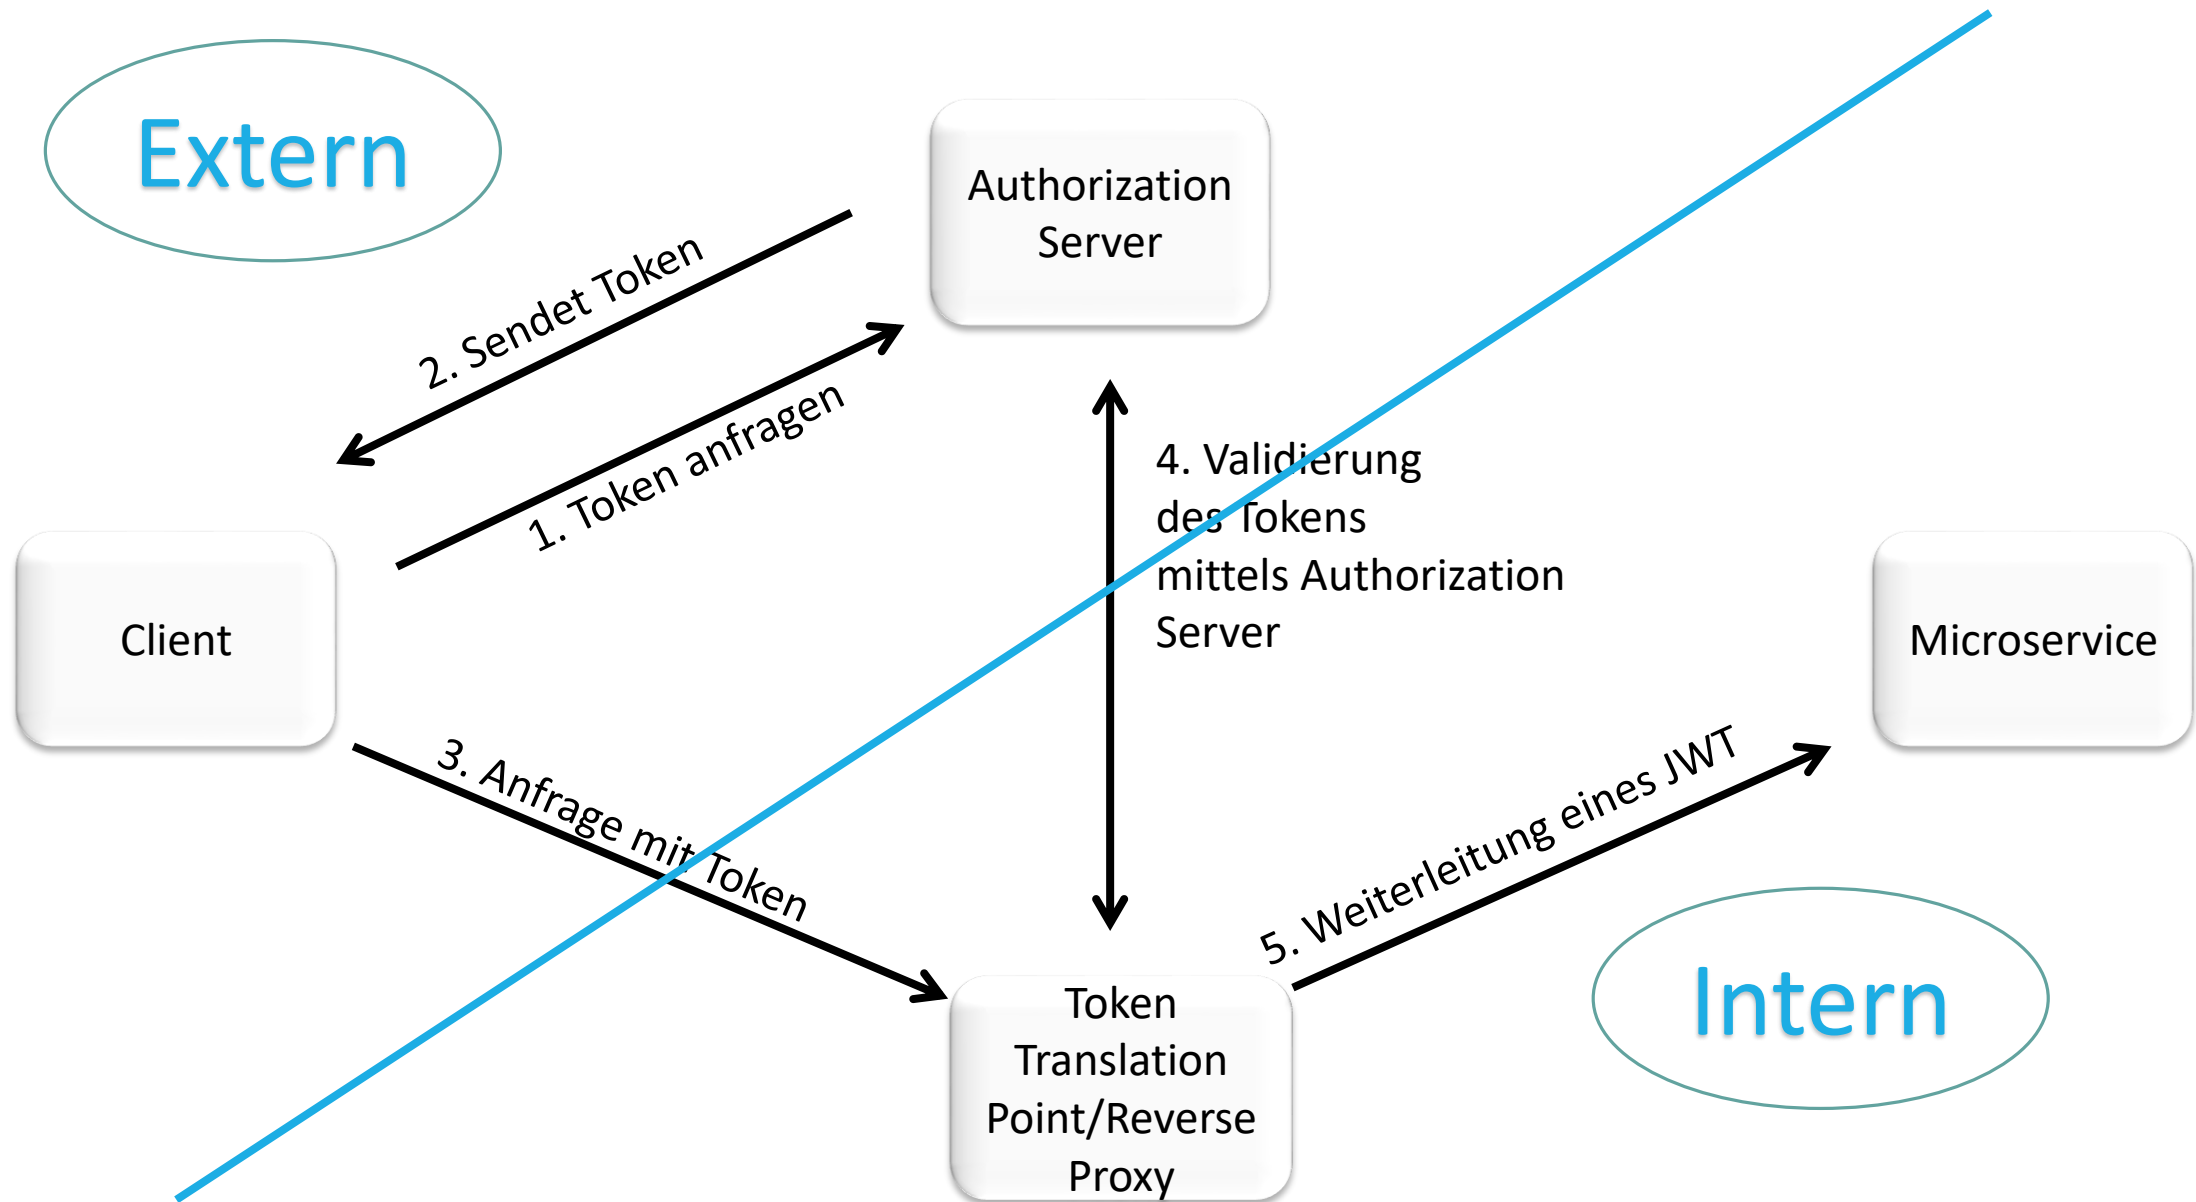 Extern
Authorization
Server
2. Sendet Token
1. Token anfragen
4. Validierung
des Tokens
mittels Authorization
Server
Client
Microservice
3. Anfrage mit Token
5. Weiterleitung eines JWT
Token
Translation
Point/Reverse
Proxy
Intern